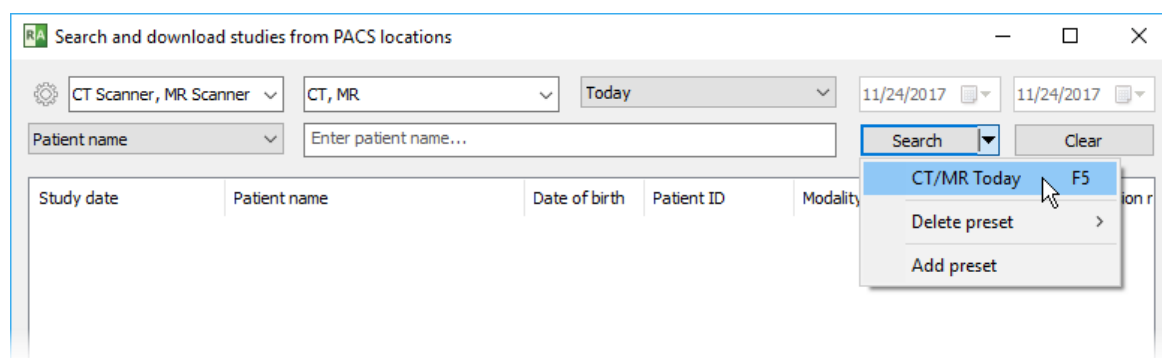 RA Search and download studies from PACS locations
CT Scanner, MR Scanner CT, MR Today 11/24/2017 11/24/2017
Patient name Enter patient name... Search Clear
CT/MR Today F5
Study date Patient name Date of birth Patient ID Modality
Delete preset
Add preset